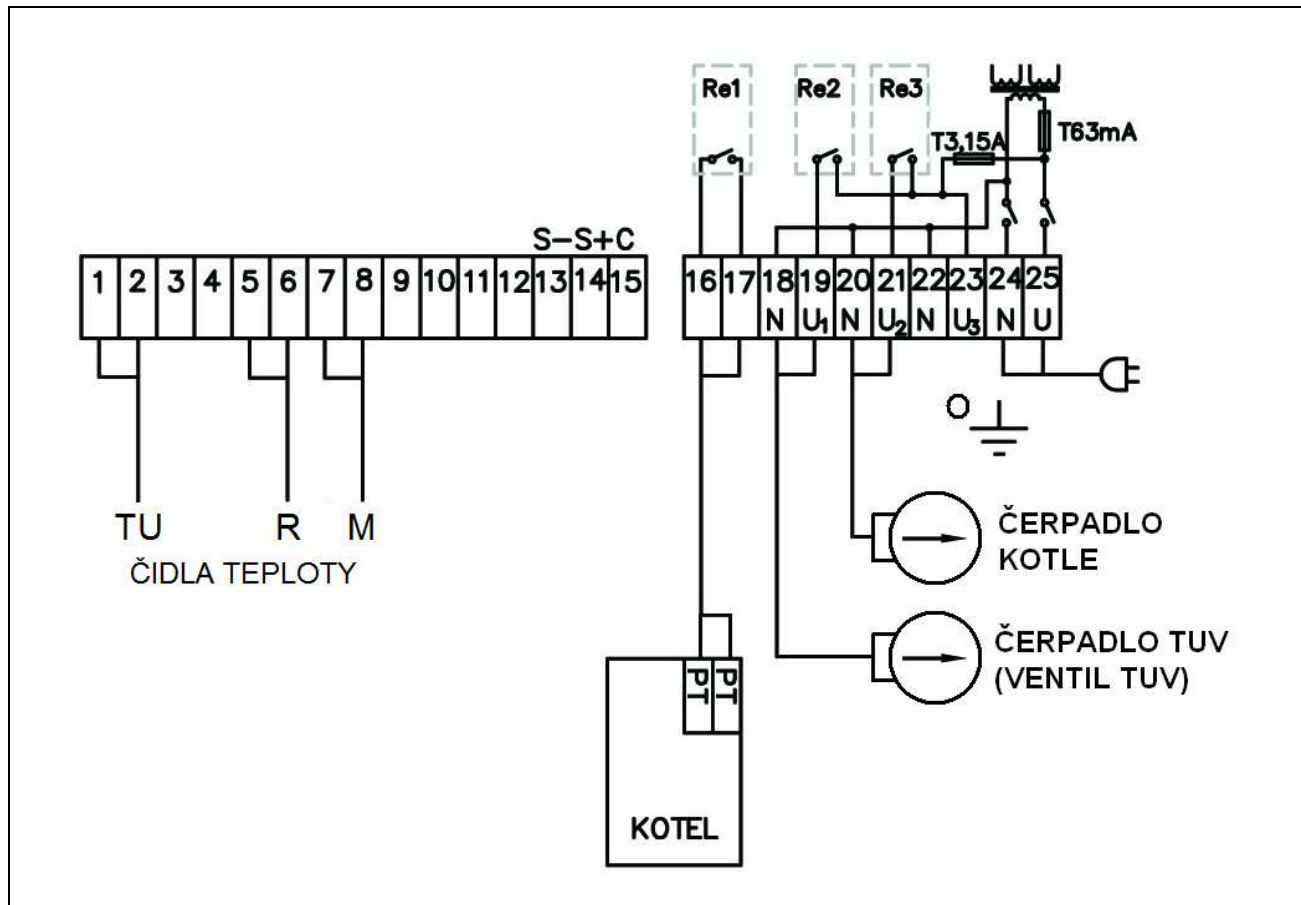 Re1 Re2 Re3
T3,15A T63mA
S-S+C
1 2 3 4 5 6 7 8 9 10 11 12 13 14 15
16 17 18 19 20 21 22 23 24 25
N U1 N U2 N U3 N U
TU R M
ČIDLA TEPLOTY
ČERPADLO
KOTLE
ČERPADLO TUV
(VENTIL TUV)
PT PT
KOTEL